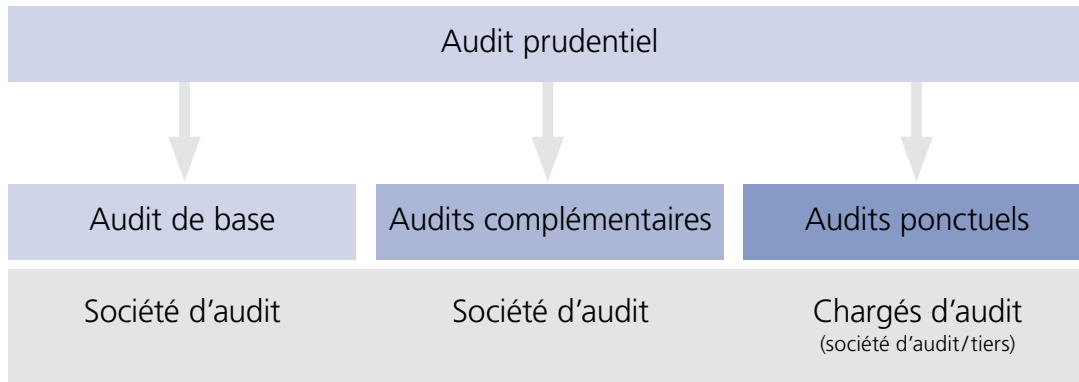 Audit prudentiel
Audit de base
Audits complémentaires
Audits ponctuels
Société d’audit
Société d’audit
Chargés d’audit
(société d’audit/tiers)